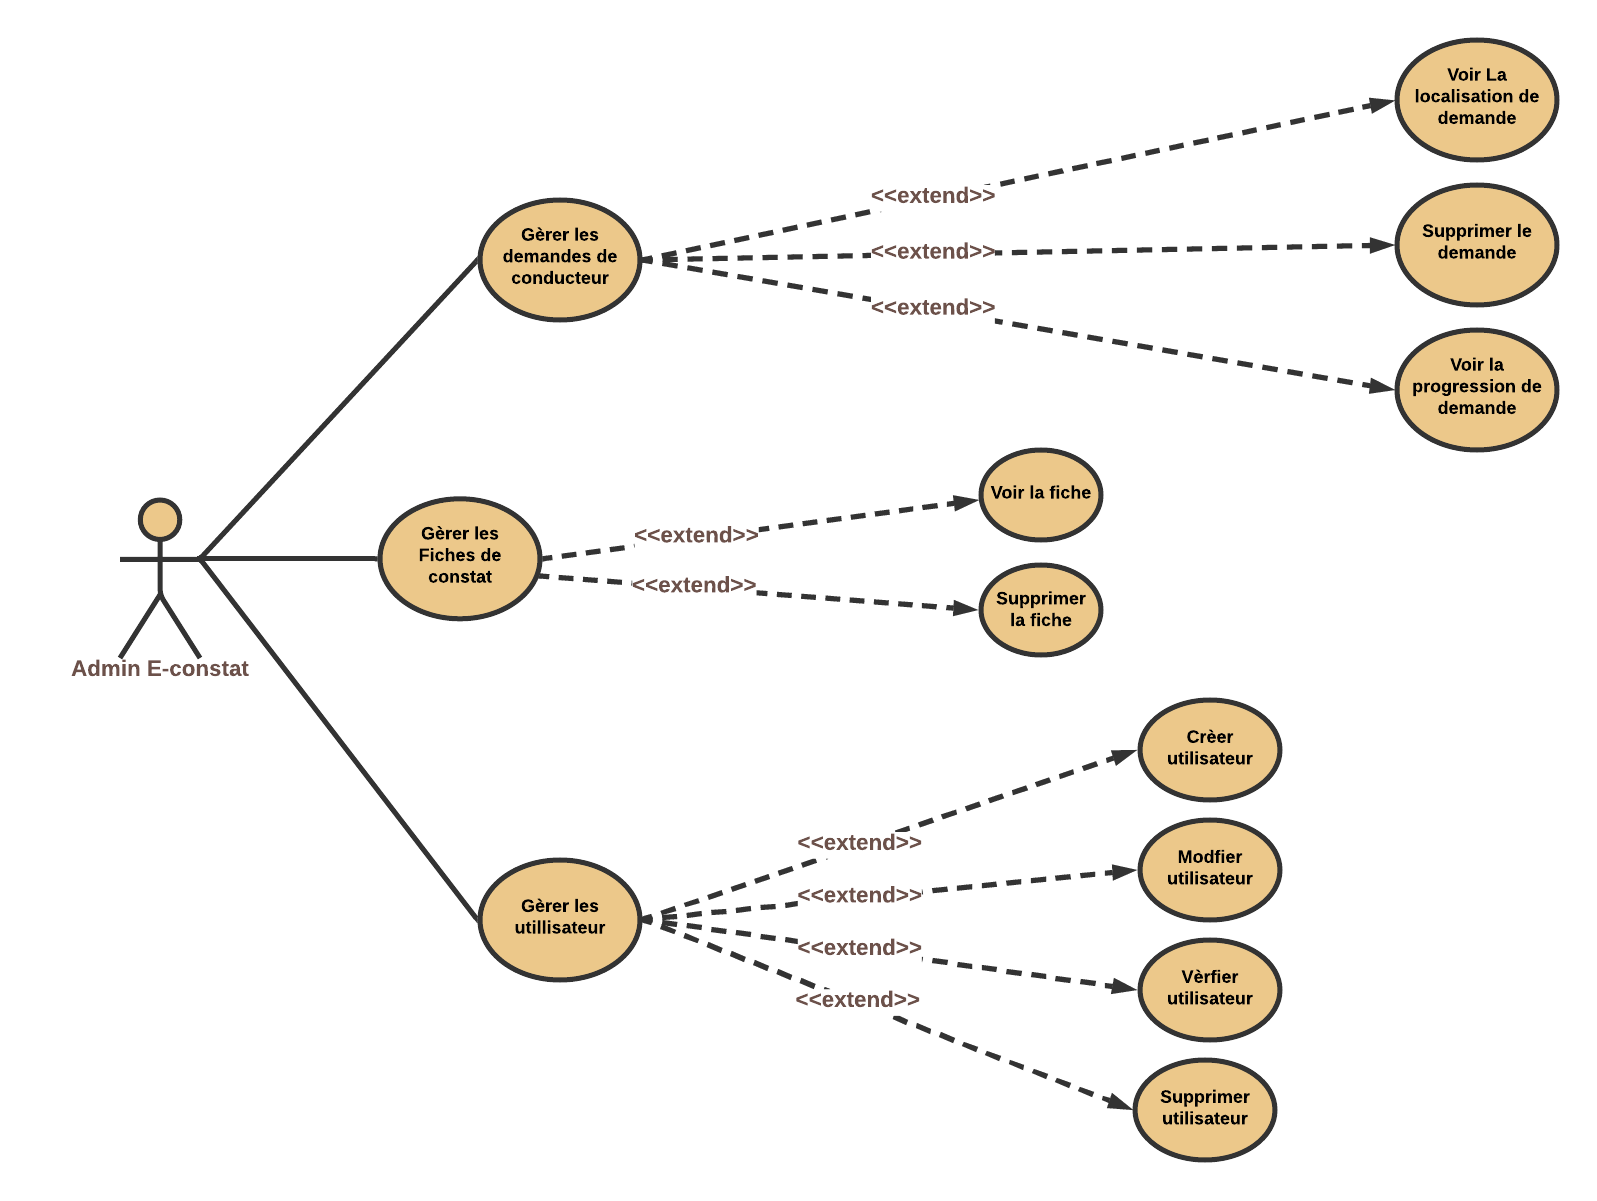 Voir La
localisation de
demande
<<extend>>
Gèrer les
demandes de
conducteur
<<extend>>
Supprimer le
demande
<<extend>>
Voir la
progression de
demande
Admin E-constat
Gèrer les
Fiches de
constat
<<extend>>
Voir la fiche
<<extend>>
Supprimer
la fiche
Gèrer les
utillisateur
<<extend>>
Crèer
utilisateur
<<extend>>
Modfier
utilisateur
<<extend>>
Vèrfier
utilisateur
<<extend>>
Supprimer
utilisateur